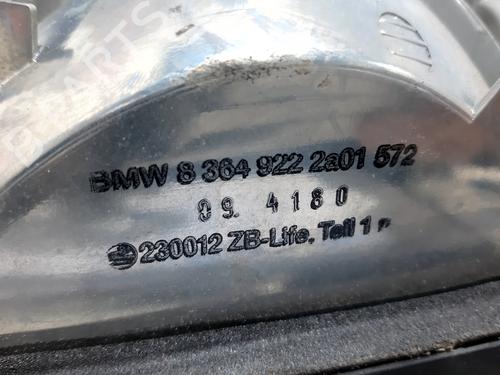 BMW 8 364 922 2a01 572
09. 4180
230012 ZB-Life. Teil 1